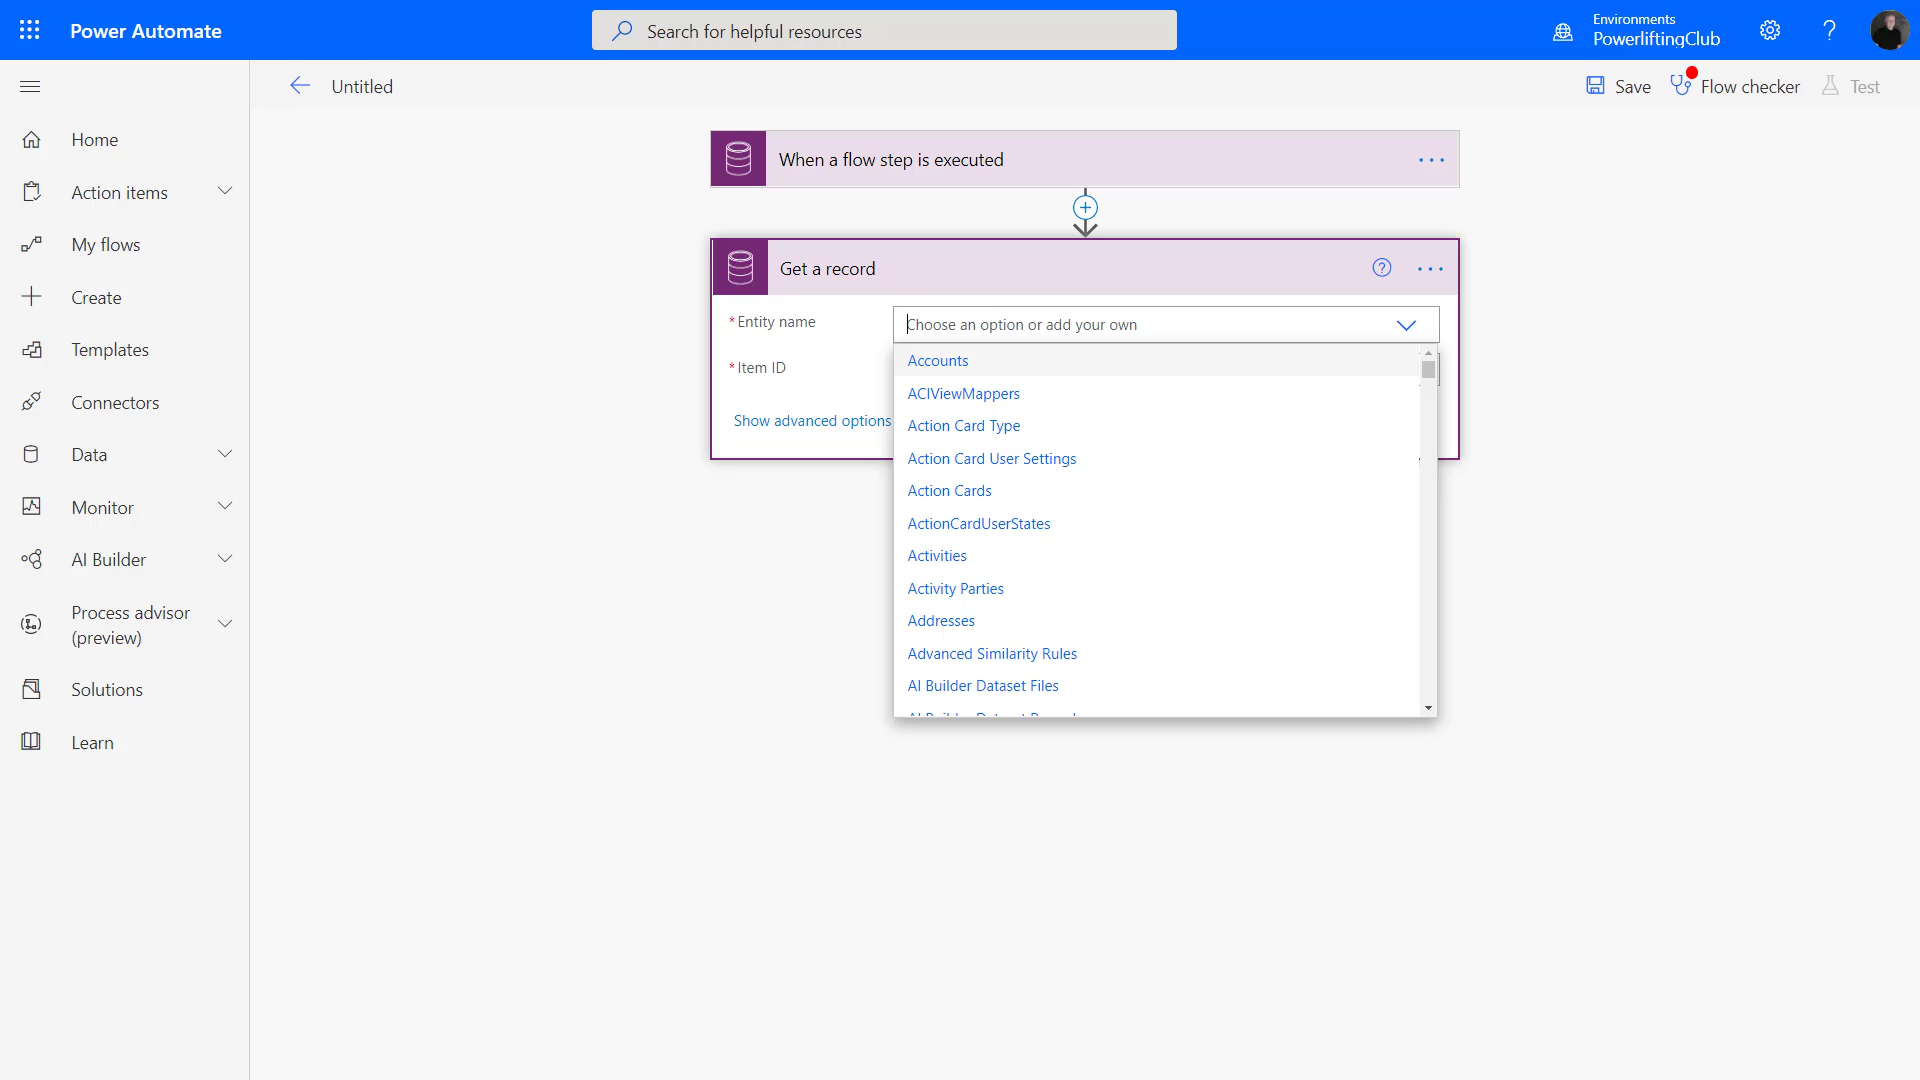 Power Automate
Search for helpful resources
Environments
PowerliftingClub
Untitled
Save
Flow checker
Test
Home
Action items
My flows
Create
Templates
Connectors
Data
Monitor
AI Builder
Process advisor
(preview)
Solutions
Learn
When a flow step is executed
Get a record
*Entity name
Choose an option or add your own
*Item ID
Show advanced options
Accounts
ACIViewMappers
Action Card Type
Action Card User Settings
Action Cards
ActionCardUserStates
Activities
Activity Parties
Addresses
Advanced Similarity Rules
AI Builder Dataset Files